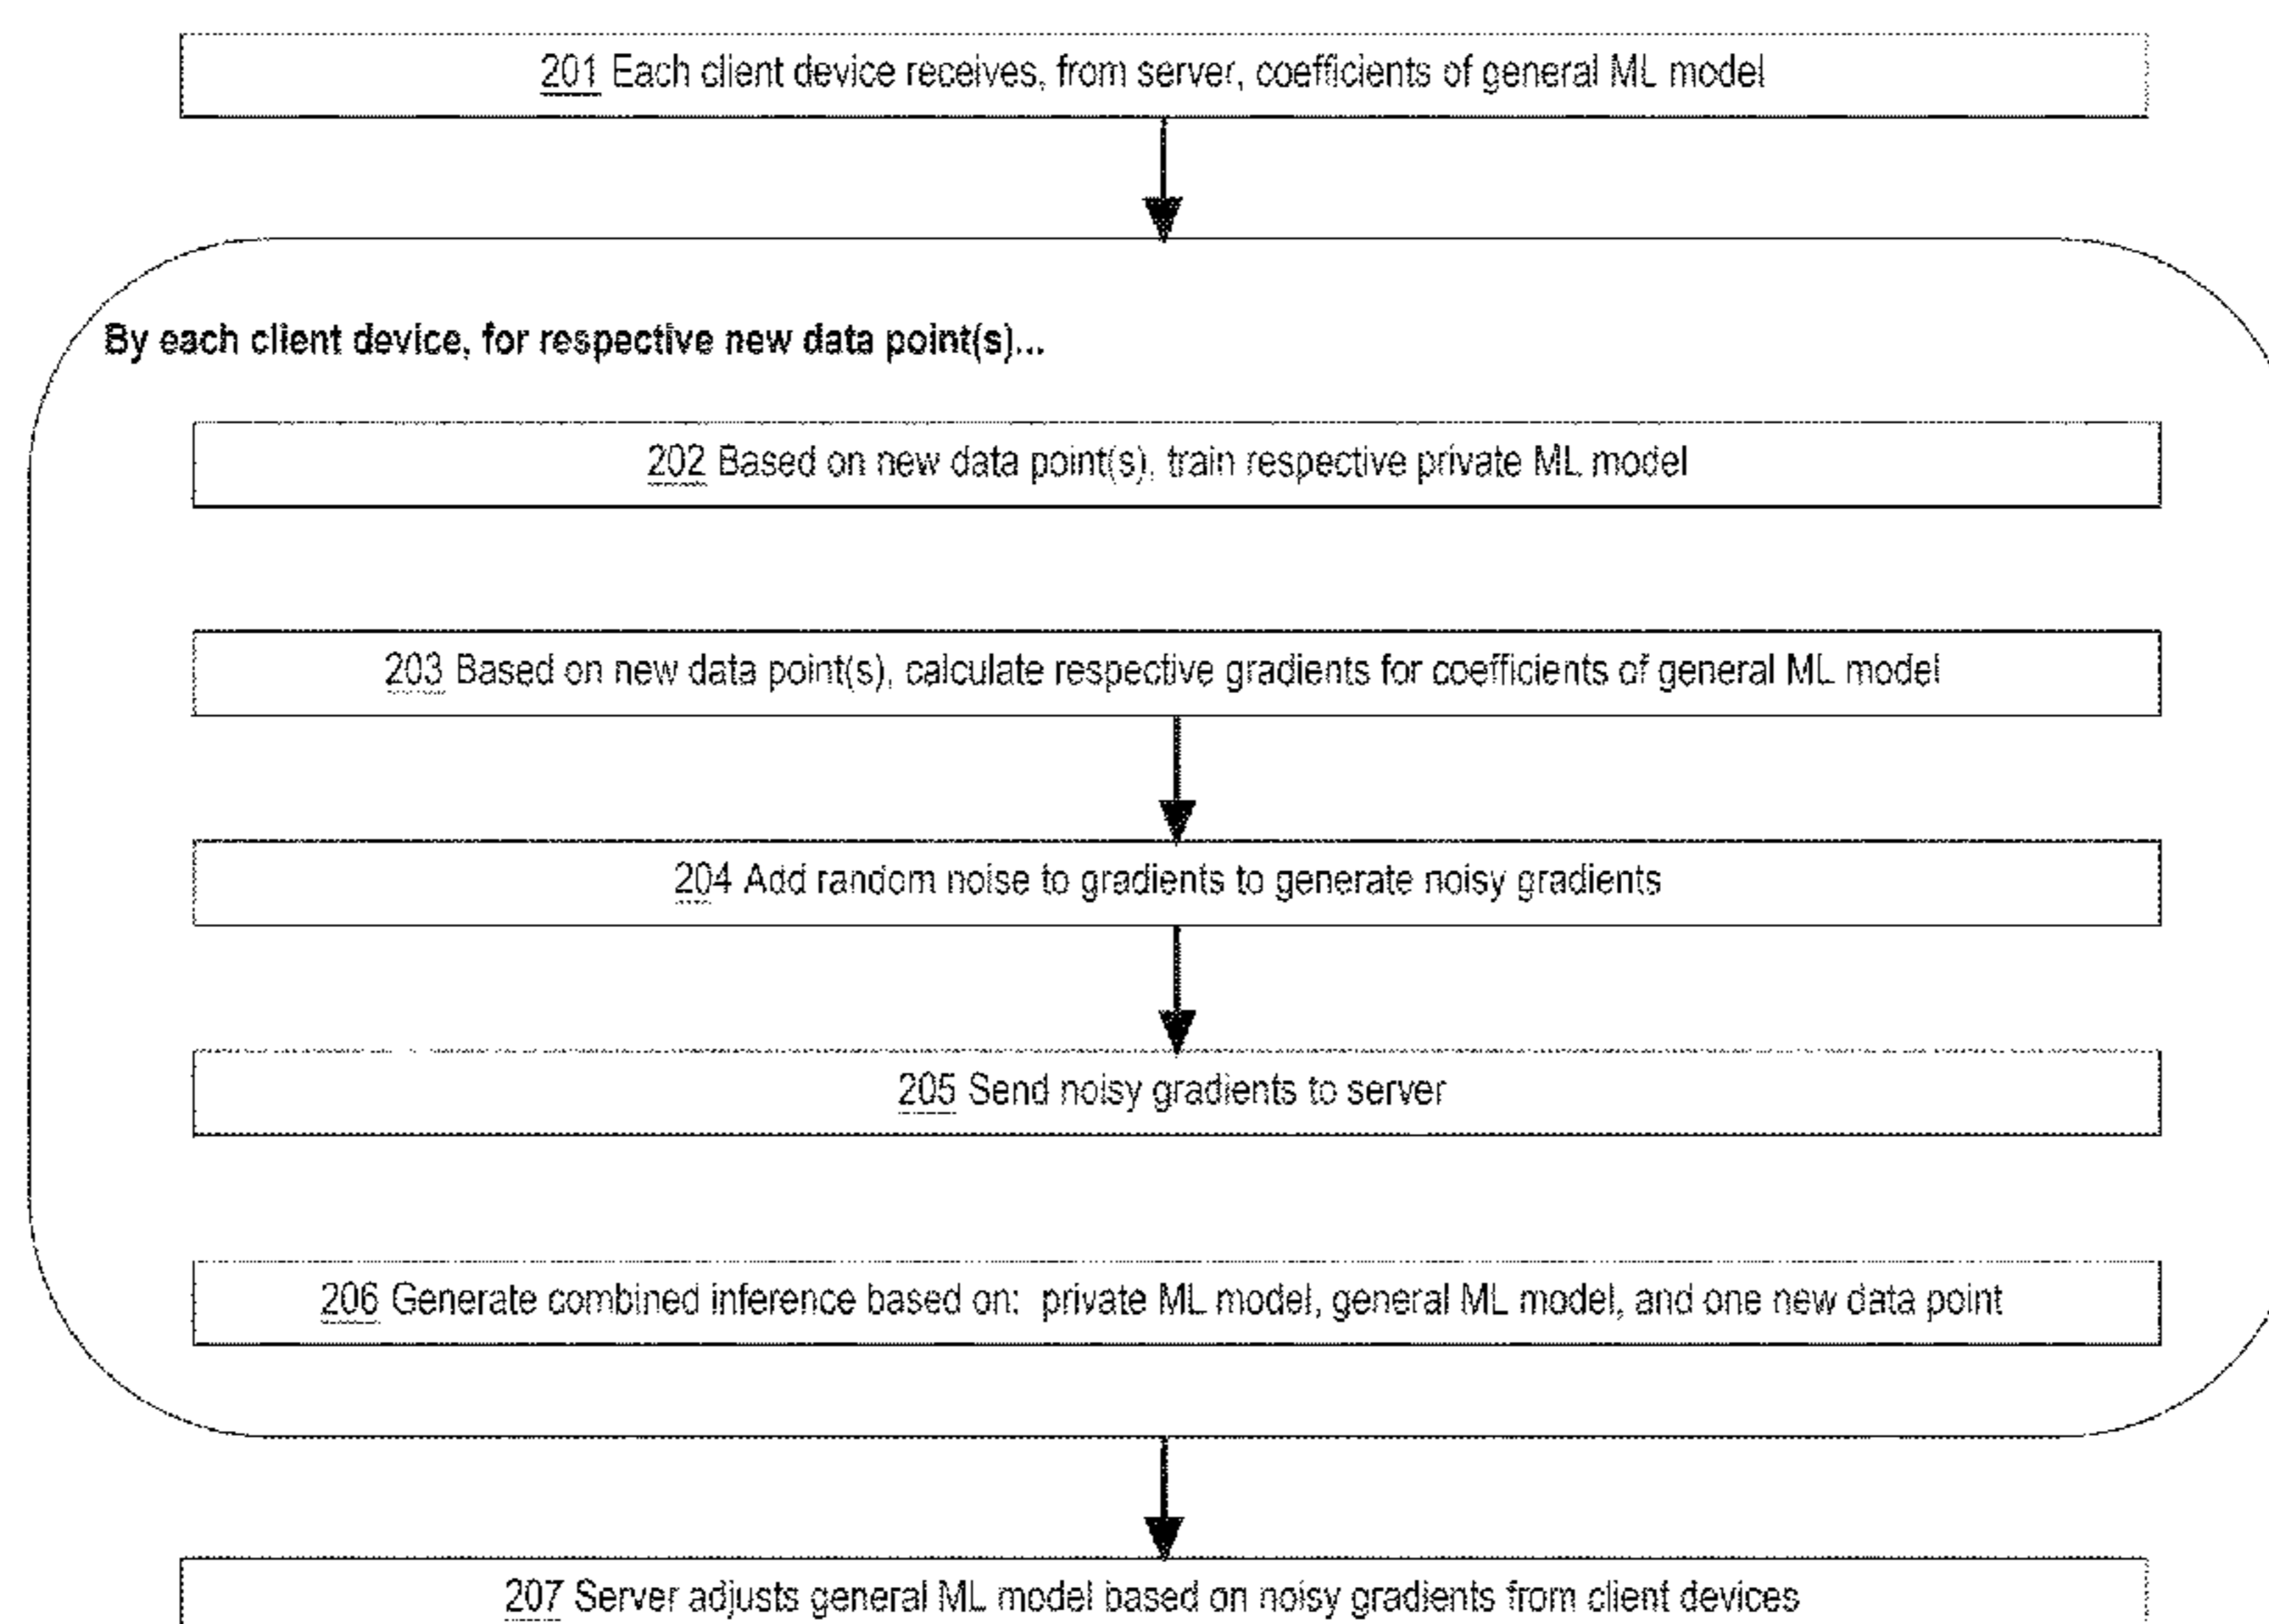 201 Each client device receives, from server, coefficients of general ML model
By each client device, for respective new data point(s)...
202 Based on new data point(s), train respective private ML model
203 Based on new data point(s), calculate respective gradients for coefficients of general ML model
204 Add random noise to gradients to generate noisy gradients
205 Send noisy gradients to server
206 Generate combined inference based on: private ML model, general ML model, and one new data point
207 Server adjusts general ML model based on noisy gradients from client devices